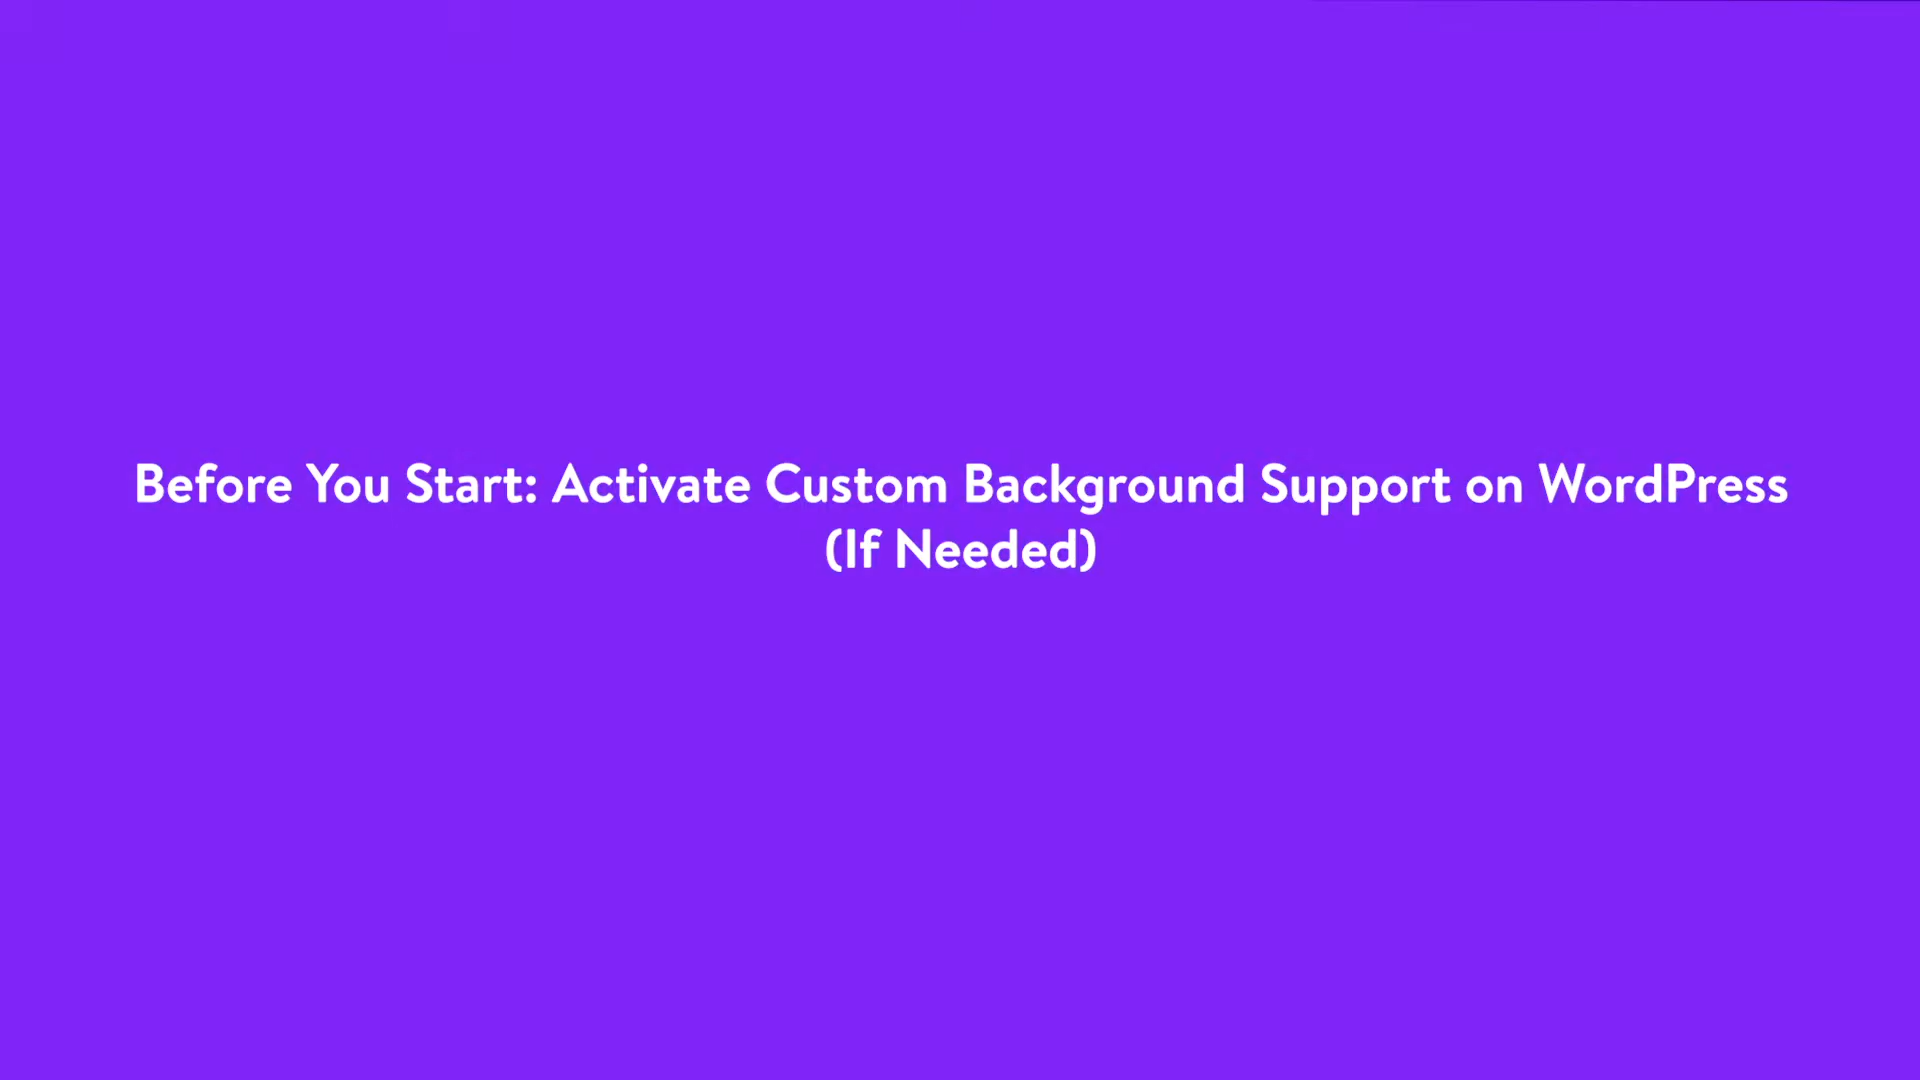 Before You Start: Activate Custom Background Support on WordPress
(If Needed)